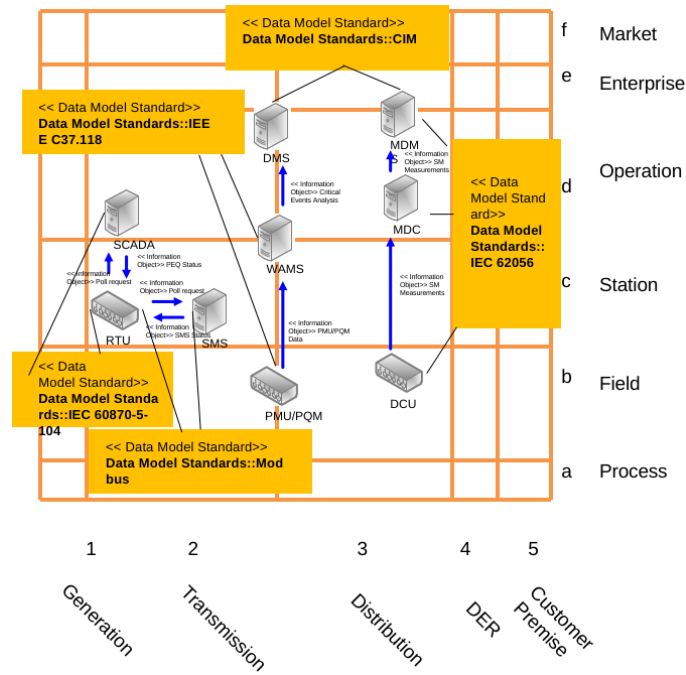 << Data Model Standard>>
Data Model Standards::CIM
f Market
e Enterprise
<< Data Model Standard>>
Data Model Standards::IEE
E C37.118
DMS
MDM
S
<< Information
Object>> SM
Measurements
<< Information
Object>> Critical
Events Analysis
d Operation
<< Data
Model Stand
ard>>
Data Model
Standards::
IEC 62056
MDC
SCADA
WAMS
<< Information
Object>> PEQ Status
<< Information
Object>> Poll request
<< Information
Object>> Poll request
<< Information
Object>> SM
Measurements
c Station
RTU
<< Information
Object>> SMS Status
SMS
<< Information
Object>> PMU/PQM
Data
<< Data
Model Standard>>
Data Model Standa
rds::IEC 60870-5-
104
b Field
PMU/PQM
DCU
<< Data Model Standard>>
Data Model Standards::Mod
bus
a Process
1 2 3 4 5
Generation
Transmission
Distribution
DER
Customer
Premise